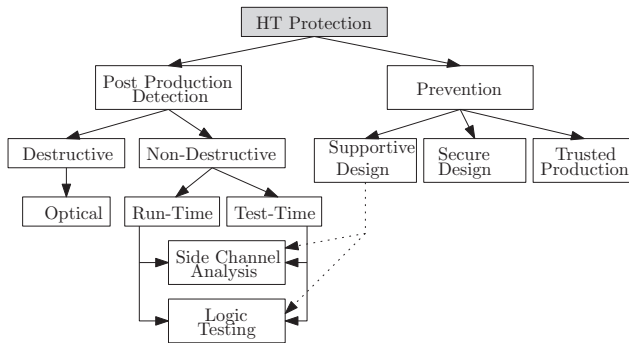 HT Protection
Post Production
Detection
Prevention
Destructive
Non-Destructive
Supportive
Design
Secure
Design
Trusted
Production
Optical
Run-Time
Test-Time
Side Channel
Analysis
Logic
Testing